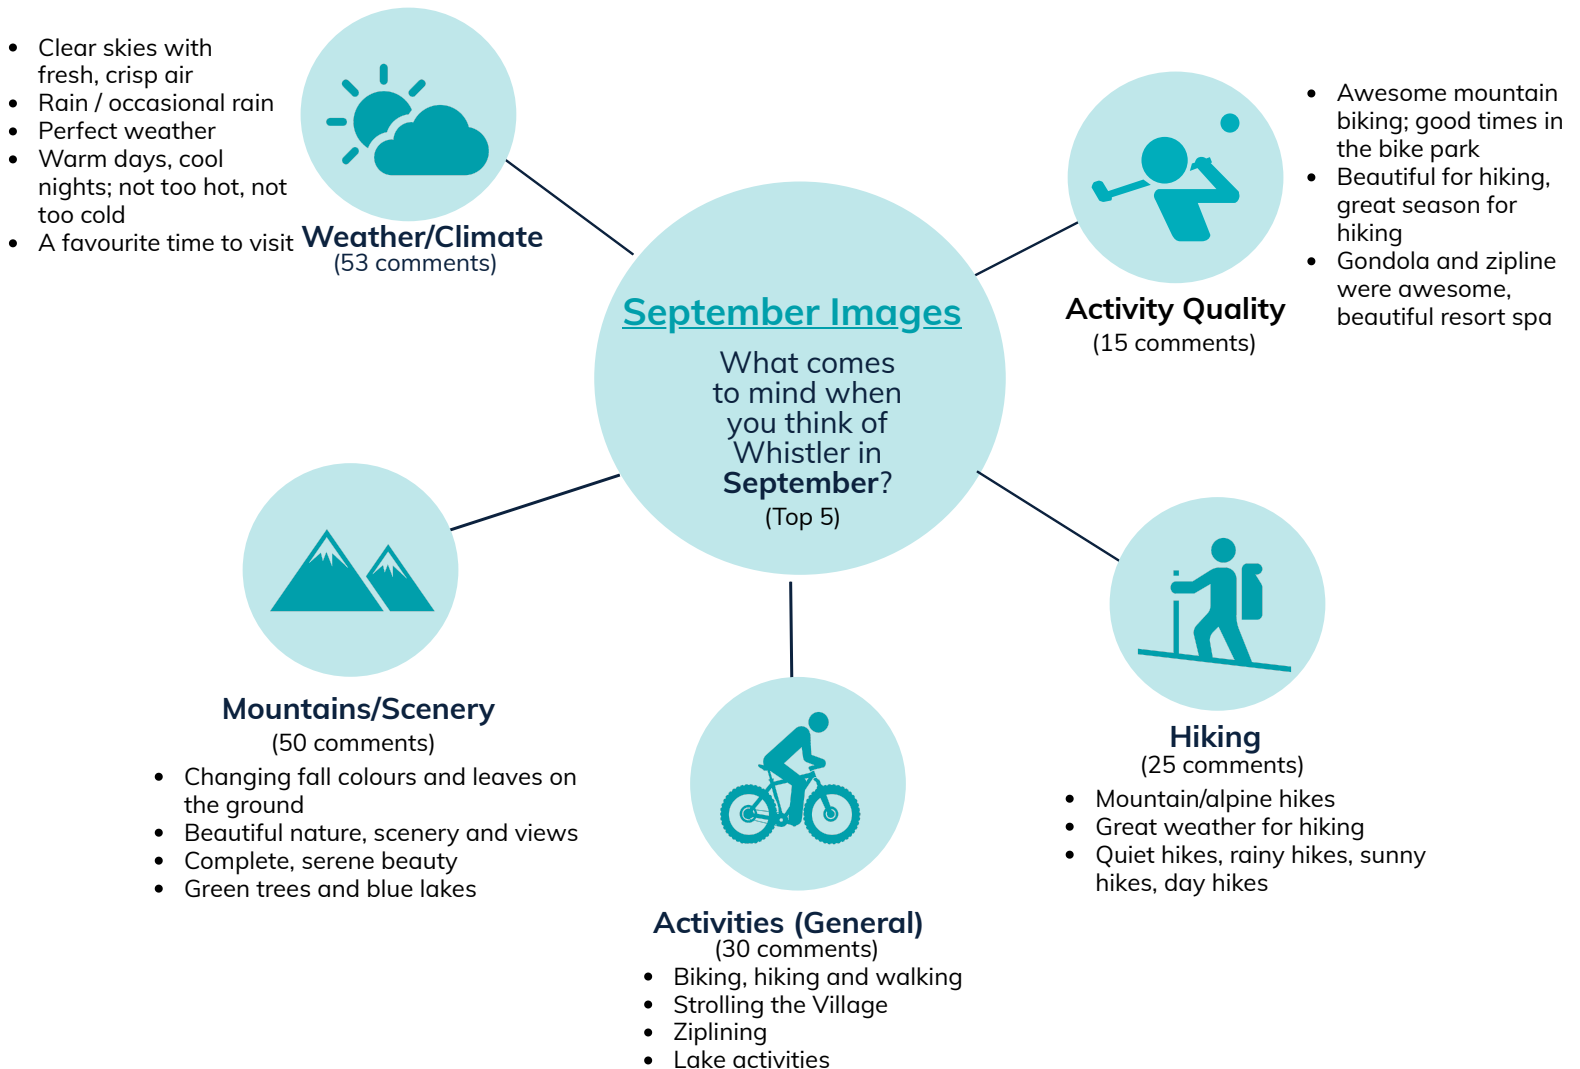 September Images
What comes
to mind when
you think of
Whistler in
September?
(Top 5)
Weather/Climate
(53 comments)
• Clear skies with
fresh, crisp air
• Rain / occasional rain
• Perfect weather
• Warm days, cool
nights; not too hot, not
too cold
• A favourite time to visit
Activity Quality
(15 comments)
• Awesome mountain
biking; good times in
the bike park
• Beautiful for hiking,
great season for
hiking
• Gondola and zipline
were awesome,
beautiful resort spa
Mountains/Scenery
(50 comments)
• Changing fall colours and leaves on
the ground
• Beautiful nature, scenery and views
• Complete, serene beauty
• Green trees and blue lakes
Activities (General)
(30 comments)
• Biking, hiking and walking
• Strolling the Village
• Ziplining
• Lake activities
Hiking
(25 comments)
• Mountain/alpine hikes
• Great weather for hiking
• Quiet hikes, rainy hikes, sunny
hikes, day hikes